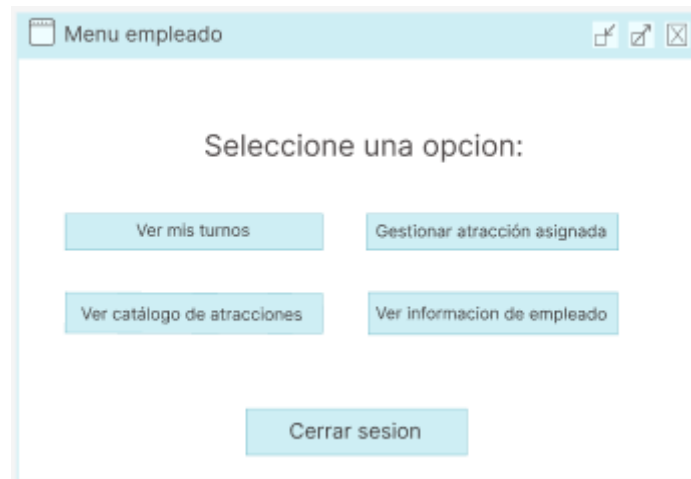 Menu empleado
Seleccione una opcion:
Ver mis turnos
Gestionar atracción asignada
Ver catálogo de atracciones
Ver informacion de empleado
Cerrar sesion